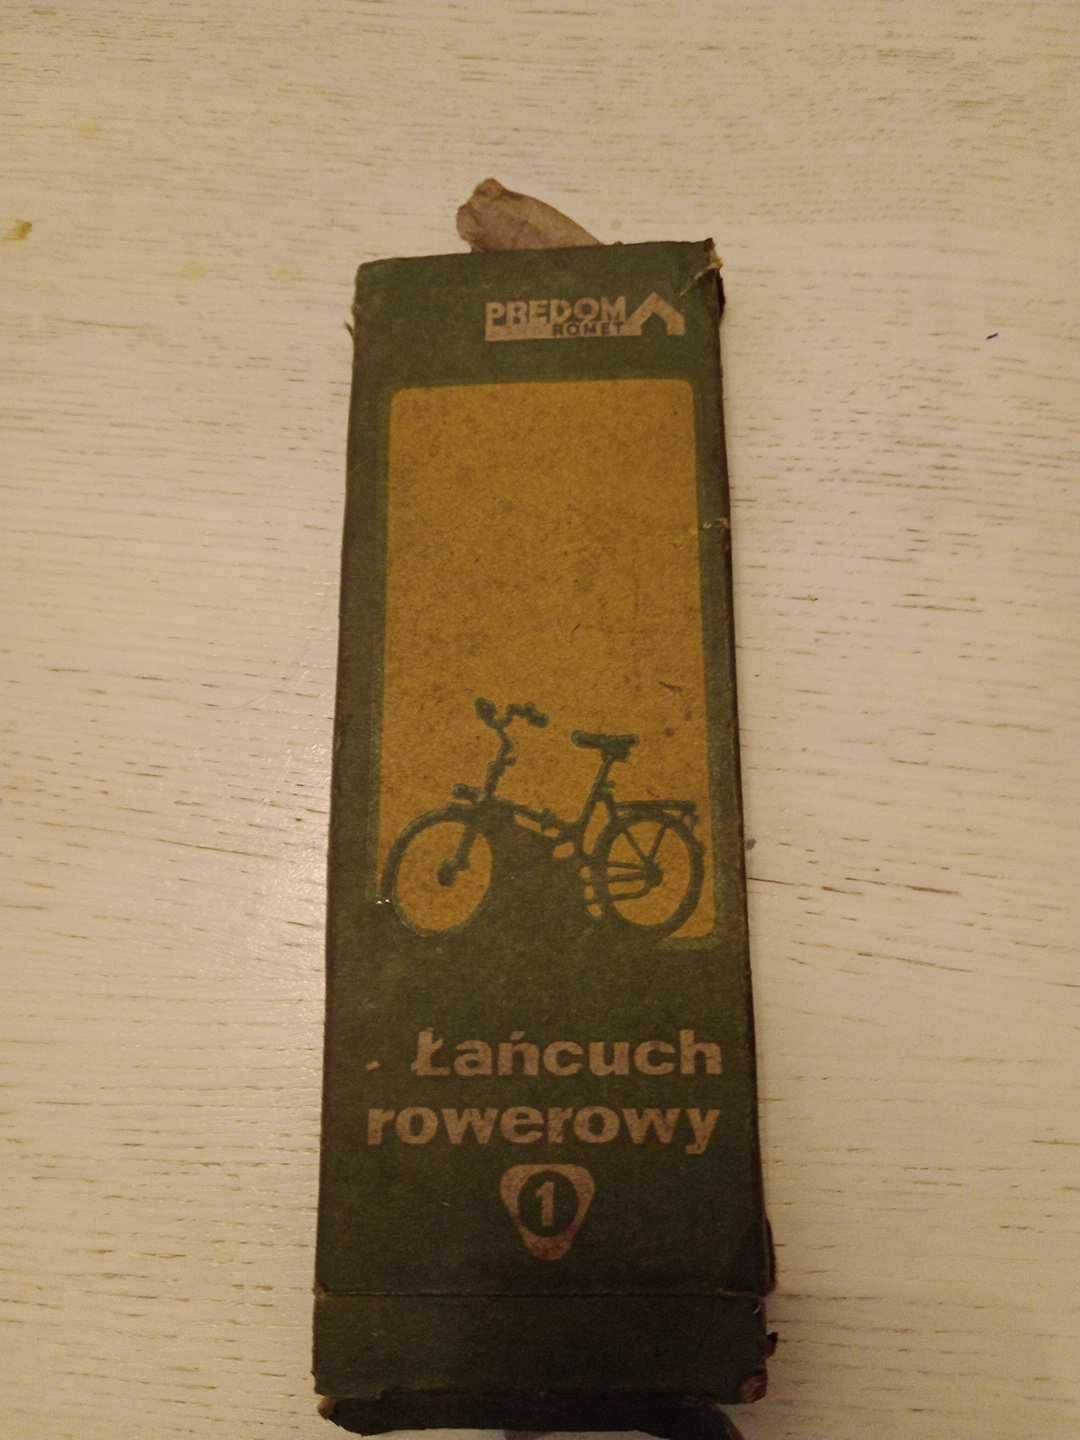 PREDOM
ROMET
Łańcuch
rowerowy
1